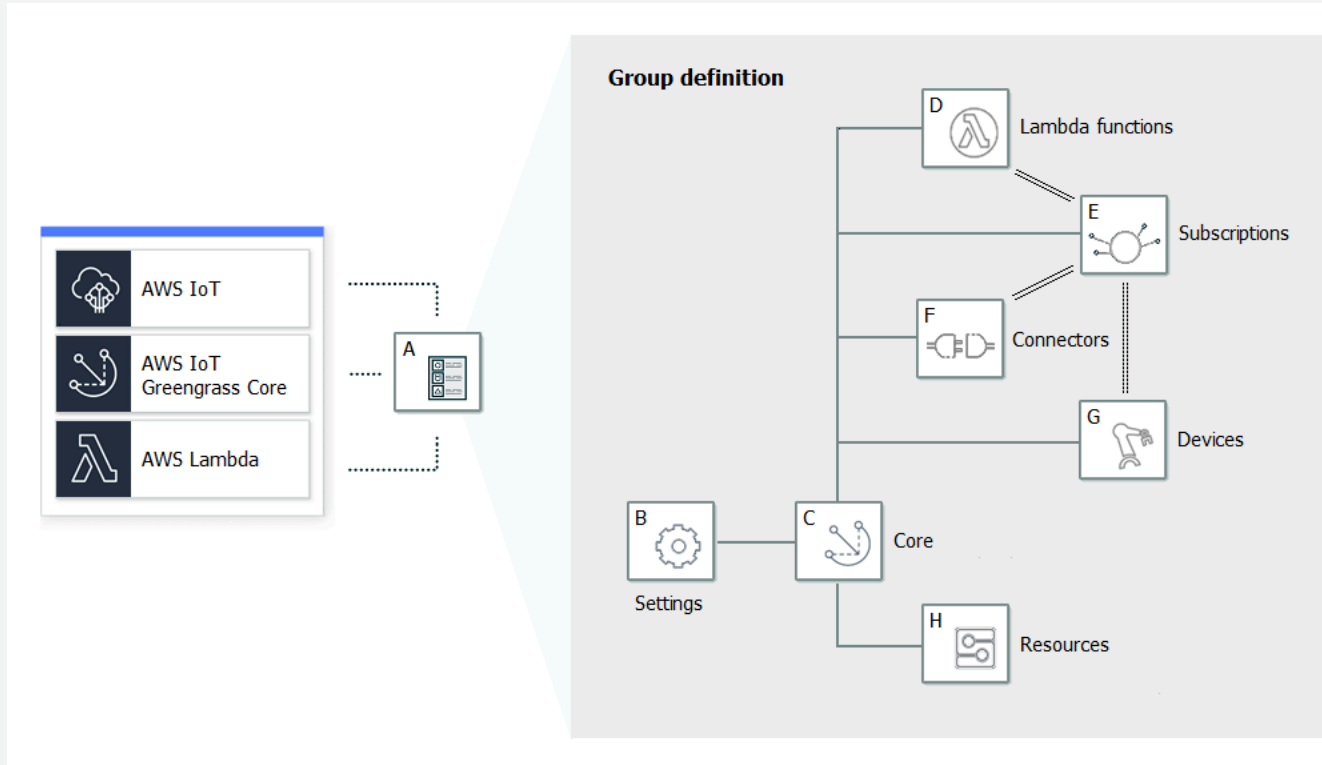 Group definition
D
Lambda functions
E
Subscriptions
AWS IoT
F
Connectors
A
AWS IoT
Greengrass Core
G
Devices
AWS Lambda
B
C
Core
Settings
H
Resources